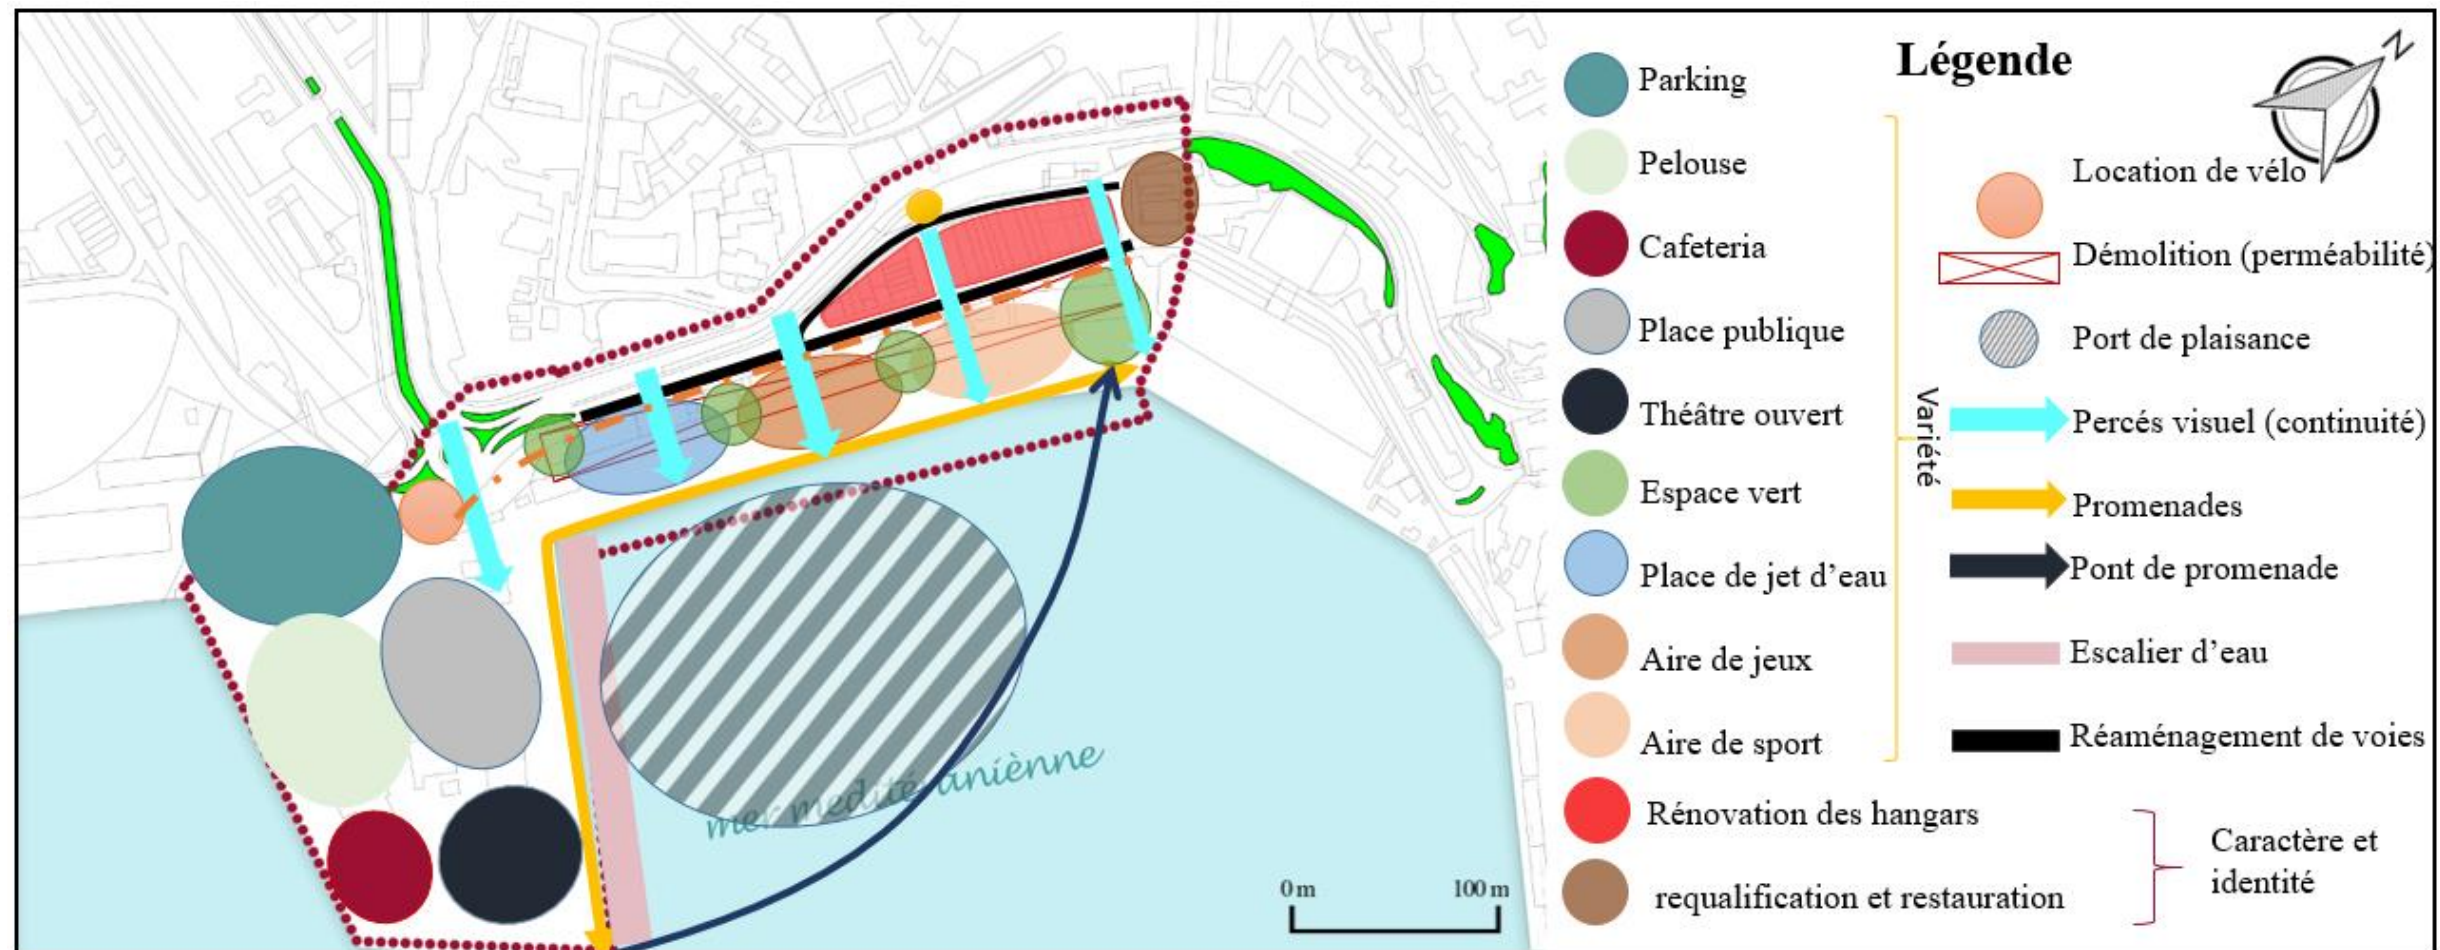 Légende
N
Parking
Pelouse
Cafeteria
Place publique
Théâtre ouvert
Espace vert
Place de jet d’eau
Aire de jeux
Aire de sport
Variété
Rénovation des hangars
requalification et restauration
Caractère et
identité
Location de vélo
Démolition (perméabilité)
Port de plaisance
Percés visuel (continuité)
Promenades
Pont de promenade
Escalier d’eau
Réaménagement de voies
mer medité aniènne
0 m 100 m